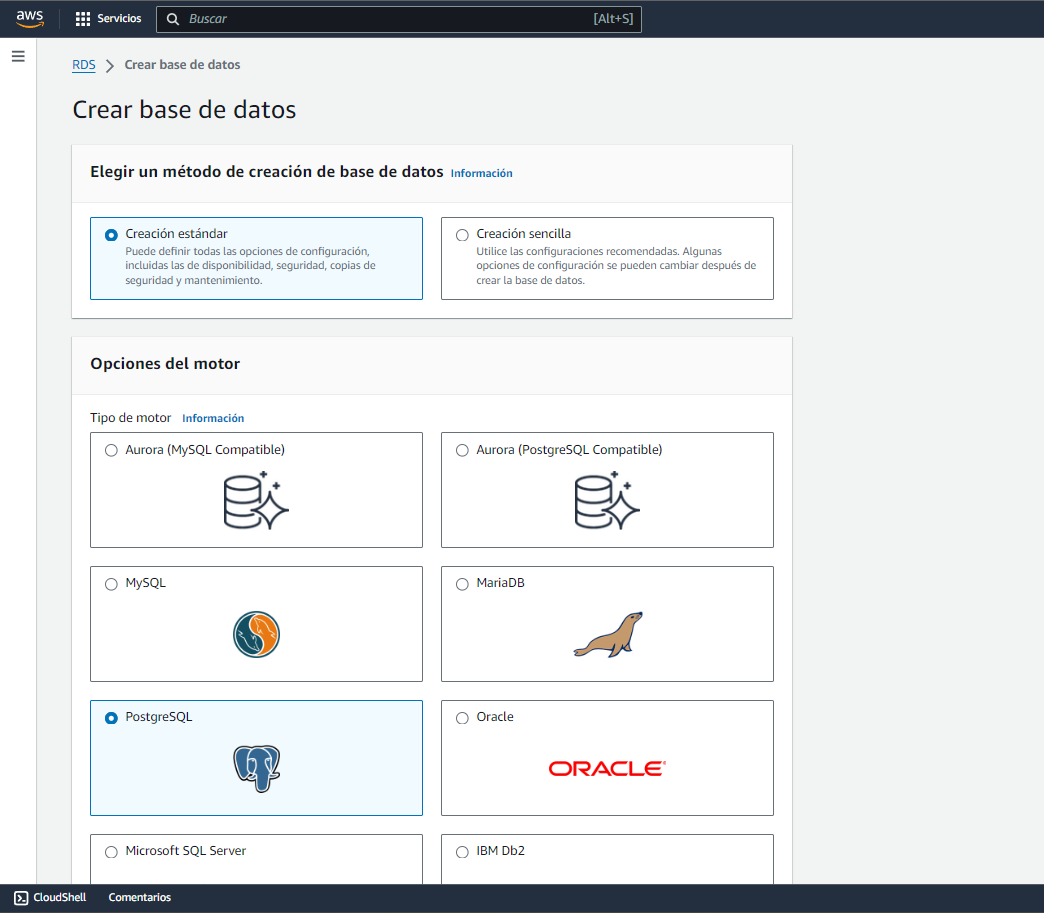 aws
Servicios
Buscar
[Alt+S]
RDS
Crear base de datos
Crear base de datos
Elegir un método de creación de base de datos Información
Creación estándar
Puede definir todas las opciones de configuración,
incluidas las de disponibilidad, seguridad, copias de
seguridad y mantenimiento.
Creación sencilla
Utilice las configuraciones recomendadas. Algunas
opciones de configuración se pueden cambiar después de
crear la base de datos.
Opciones del motor
Tipo de motor Información
Aurora (MySQL Compatible)
Aurora (PostgreSQL Compatible)
MySQL
MariaDB
PostgreSQL
Oracle
ORACLE
Microsoft SQL Server
IBM Db2
CloudShell
Comentarios